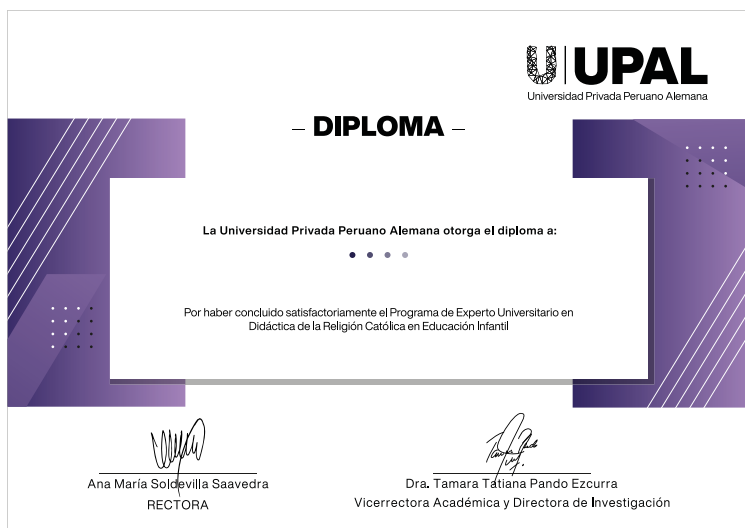 UPAL
Universidad Privada Peruano Alemana
– DIPLOMA –
La Universidad Privada Peruano Alemana otorga el diploma a:
Por haber concluido satisfactoriamente el Programa de Experto Universitario en
Didáctica de la Religión Católica en Educación Infantil
Ana María Soldevilla Saavedra
RECTORA
Dra. Tamara Tatiana Pando Ezcurra
Vicerrectora Académica y Directora de Investigación